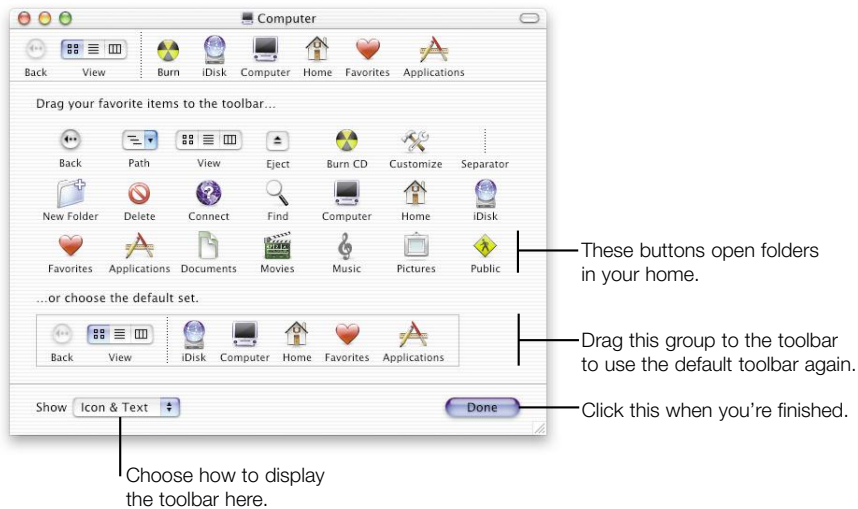 Computer
Back View Burn iDisk Computer Home Favorites Applications
Drag your favorite items to the toolbar...
Back Path View Eject Burn CD Customize Separator
New Folder Delete Connect Find Computer Home iDisk
Favorites Applications Documents Movies Music Pictures Public
These buttons open folders
in your home.
...or choose the default set.
Back View iDisk Computer Home Favorites Applications
Drag this group to the toolbar
to use the default toolbar again.
Show Icon & Text Done
Click this when you’re finished.
Choose how to display
the toolbar here.